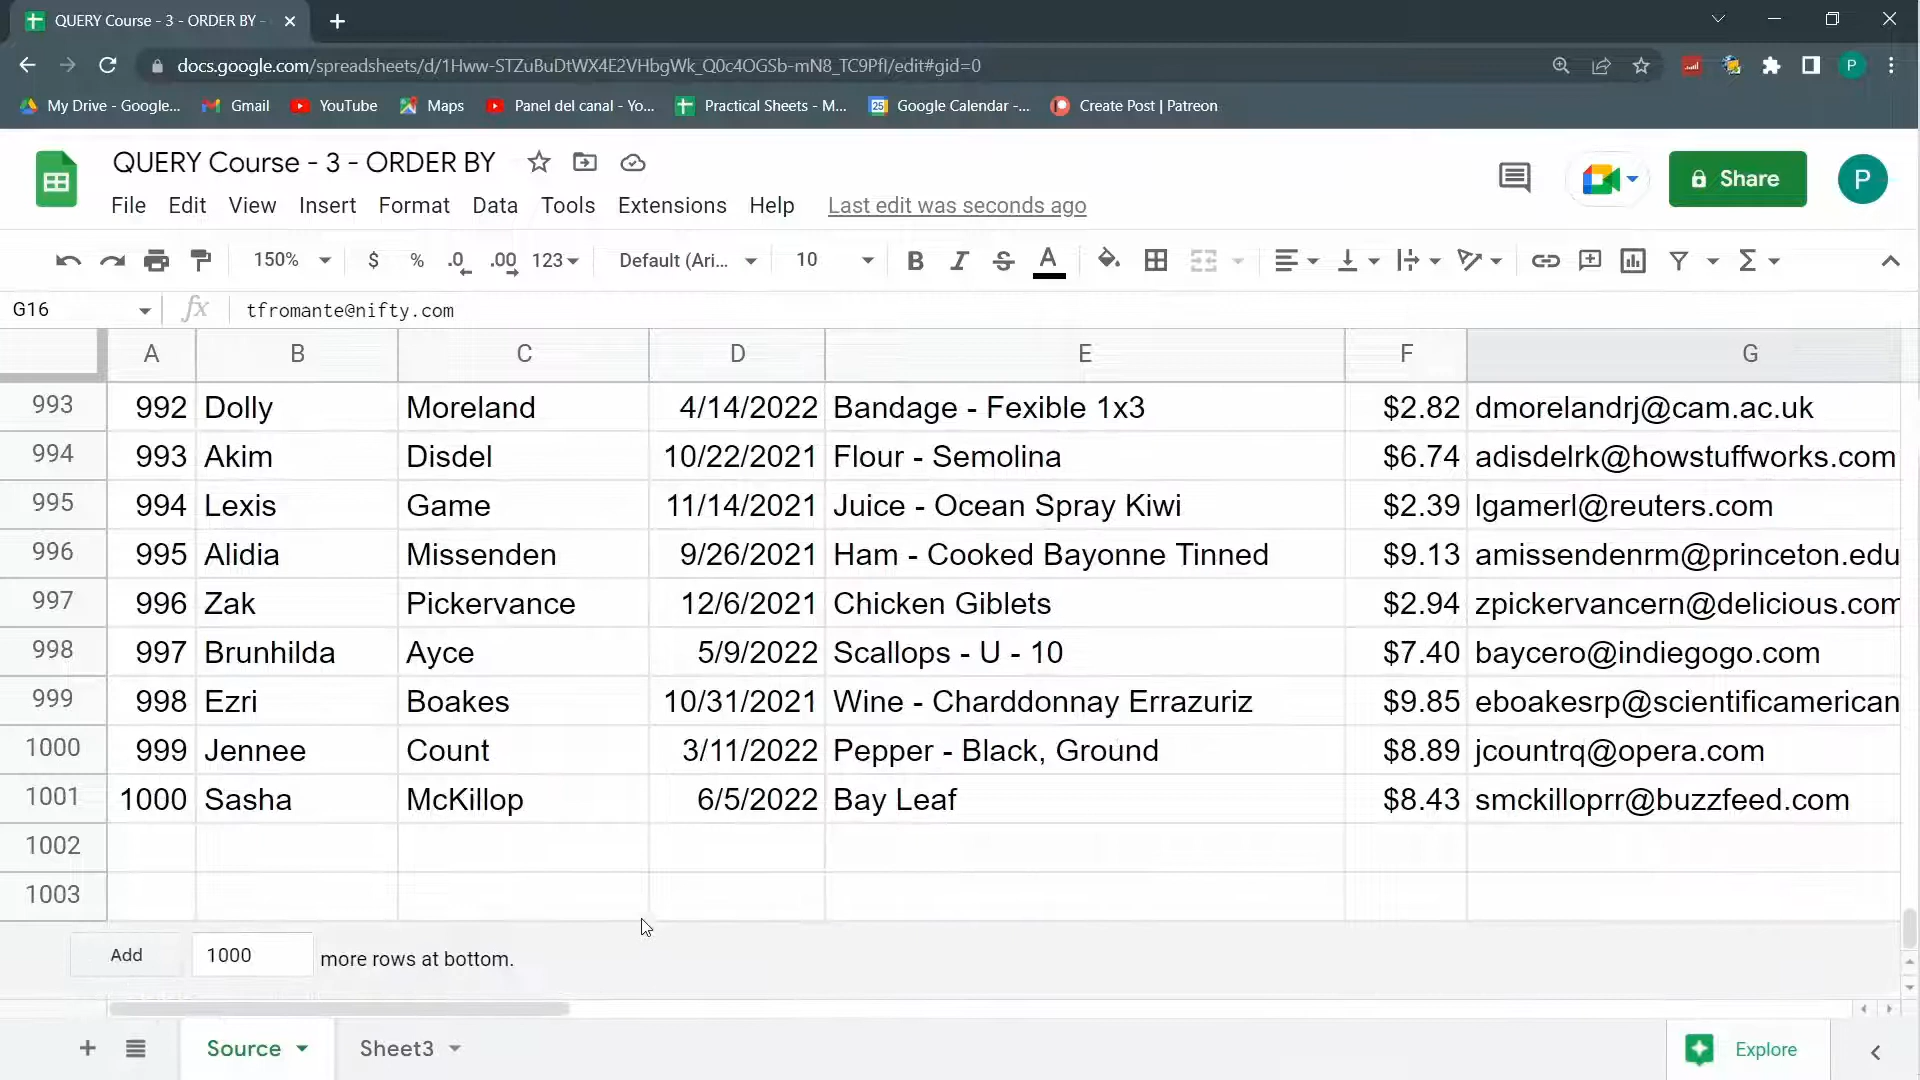 QUERY Course - 3 - ORDER BY -
docs.google.com/spreadsheets/d/1Hww-STZuBuDtWX4E2VHbgWk_Q0c4OGSb-mN8_TC9PfI/edit#gid=0
P
My Drive - Google... Gmail YouTube Maps Panel del canal - Yo... Practical Sheets - M... 25 Google Calendar -... Create Post | Patreon
QUERY Course - 3 - ORDER BY
Share
P
File Edit View Insert Format Data Tools Extensions Help Last edit was seconds ago
150% $ % .0 .00 123 Default (Ari... 10 B I S A Σ
G16 fx tfromante@nifty.com
A B C D E F G
993 992 Dolly Moreland 4/14/2022 Bandage - Fexible 1x3 $2.82 dmorelandrj@cam.ac.uk
994 993 Akim Disdel 10/22/2021 Flour - Semolina $6.74 adisdelrk@howstuffworks.com
995 994 Lexis Game 11/14/2021 Juice - Ocean Spray Kiwi $2.39 lgamerl@reuters.com
996 995 Alidia Missenden 9/26/2021 Ham - Cooked Bayonne Tinned $9.13 amissendenrm@princeton.edu
997 996 Zak Pickervance 12/6/2021 Chicken Giblets $2.94 zpickervancern@delicious.com
998 997 Brunhilda Ayce 5/9/2022 Scallops - U - 10 $7.40 baycero@indiegogo.com
999 998 Ezri Boakes 10/31/2021 Wine - Charddonnay Errazuriz $9.85 eboakesrp@scientificamerican
1000 999 Jennee Count 3/11/2022 Pepper - Black, Ground $8.89 jcountrq@opera.com
1001 1000 Sasha McKillop 6/5/2022 Bay Leaf $8.43 smckilloprr@buzzfeed.com
1002
1003
Add 1000 more rows at bottom.
Source Sheet3 Explore